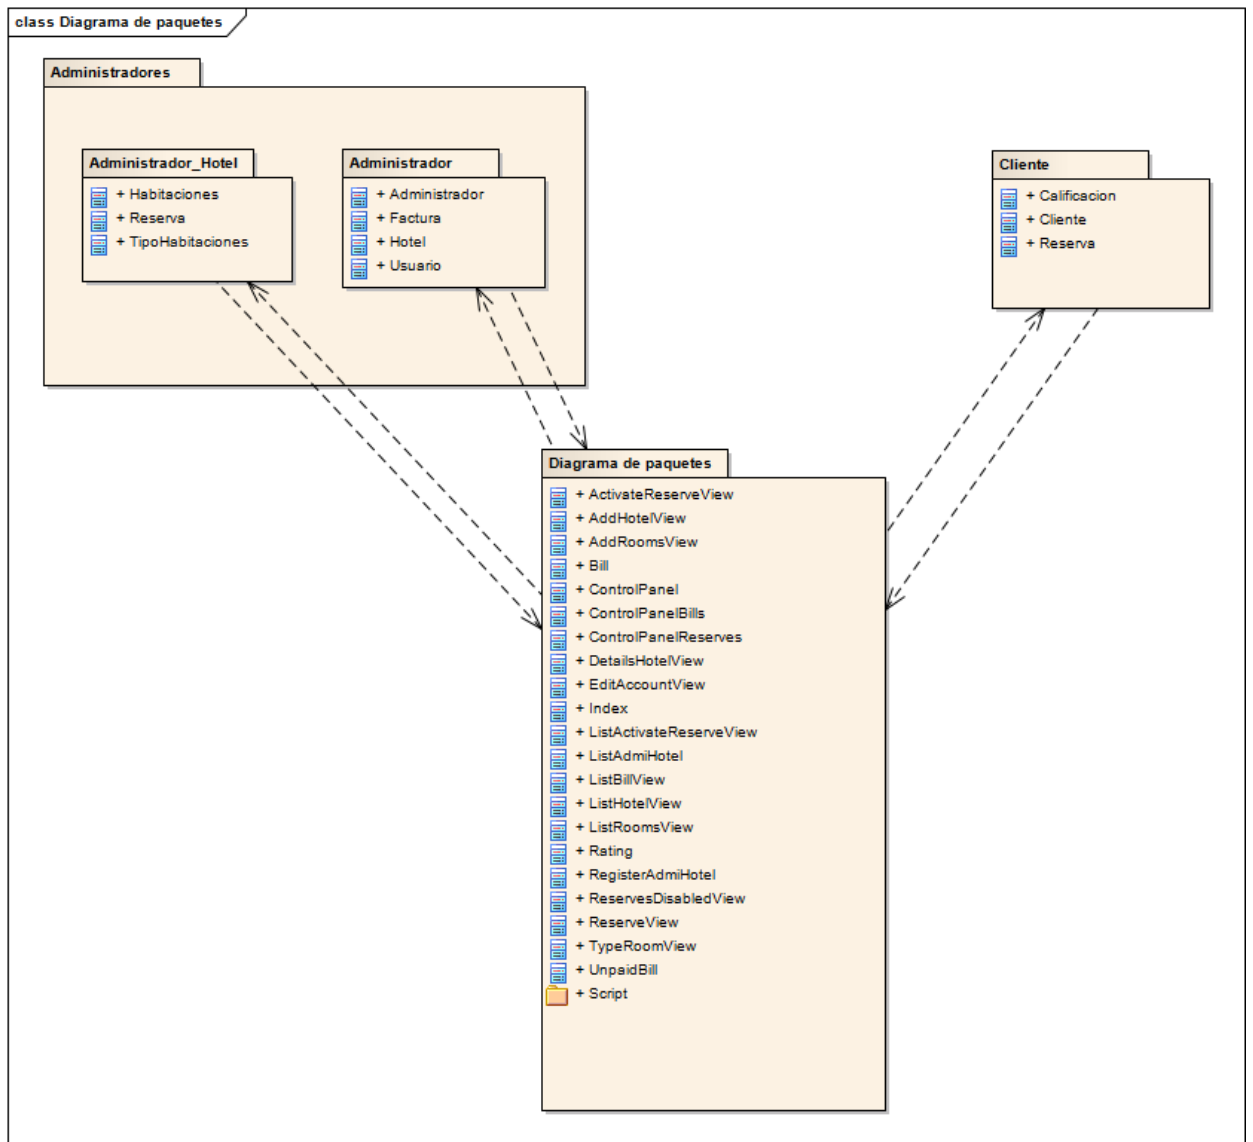 class Diagrama de paquetes
Administradores
Administrador_Hotel
+ Habitaciones
+ Reserva
+ TipoHabitaciones
Administrador
+ Administrador
+ Factura
+ Hotel
+ Usuario
Cliente
+ Calificacion
+ Cliente
+ Reserva
Diagrama de paquetes
+ ActivateReserveView
+ AddHotelView
+ AddRoomsView
+ Bill
+ ControlPanel
+ ControlPanelBills
+ ControlPanelReserves
+ DetailsHotelView
+ EditAccountView
+ Index
+ ListActivateReserveView
+ ListAdmiHotel
+ ListBillView
+ ListHotelView
+ ListRoomsView
+ Rating
+ RegisterAdmiHotel
+ ReservesDisabledView
+ ReserveView
+ TypeRoomView
+ UnpaidBill
+ Script